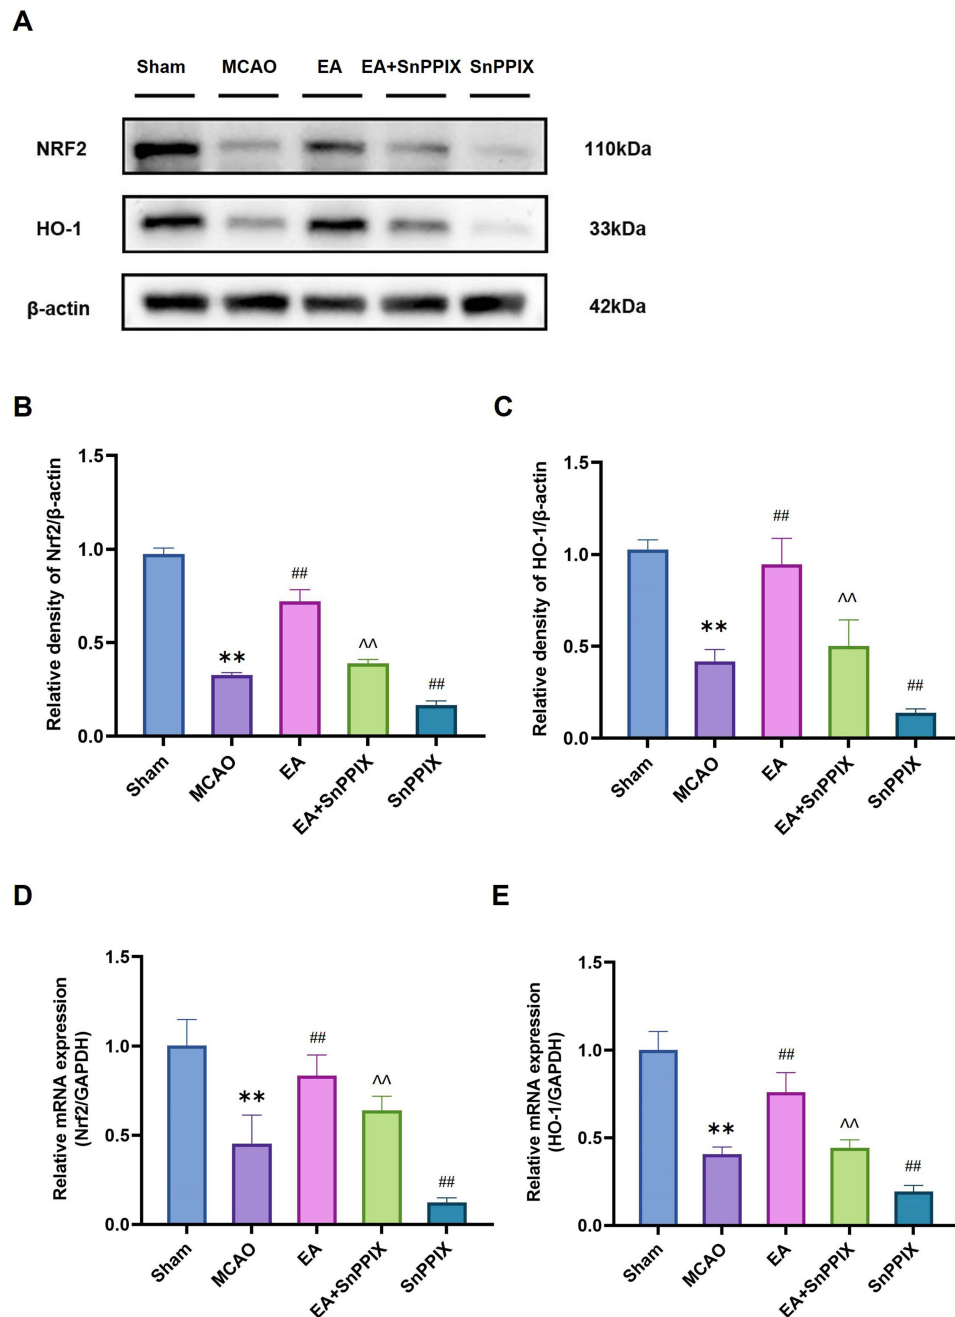 A
Sham MCAO EA EA+SnPPIX SnPPIX
NRF2 110kDa
HO-1 33kDa
β-actin 42kDa
B
Relative density of Nrf2/β-actin
1.5
1.0
0.5
0.0
**
##
^^
##
Sham
MCAO
EA
EA+SnPPIX
SnPPIX
C
Relative density of HO-1/β-actin
1.5
1.0
0.5
0.0
**
##
^^
##
Sham
MCAO
EA
EA+SnPPIX
SnPPIX
D
Relative mRNA expression
(Nrf2/GAPDH)
1.5
1.0
0.5
0.0
**
##
^^
##
Sham
MCAO
EA
EA+SnPPIX
SnPPIX
E
Relative mRNA expression
(HO-1/GAPDH)
1.5
1.0
0.5
0.0
**
##
^^
##
Sham
MCAO
EA
EA+SnPPIX
SnPPIX